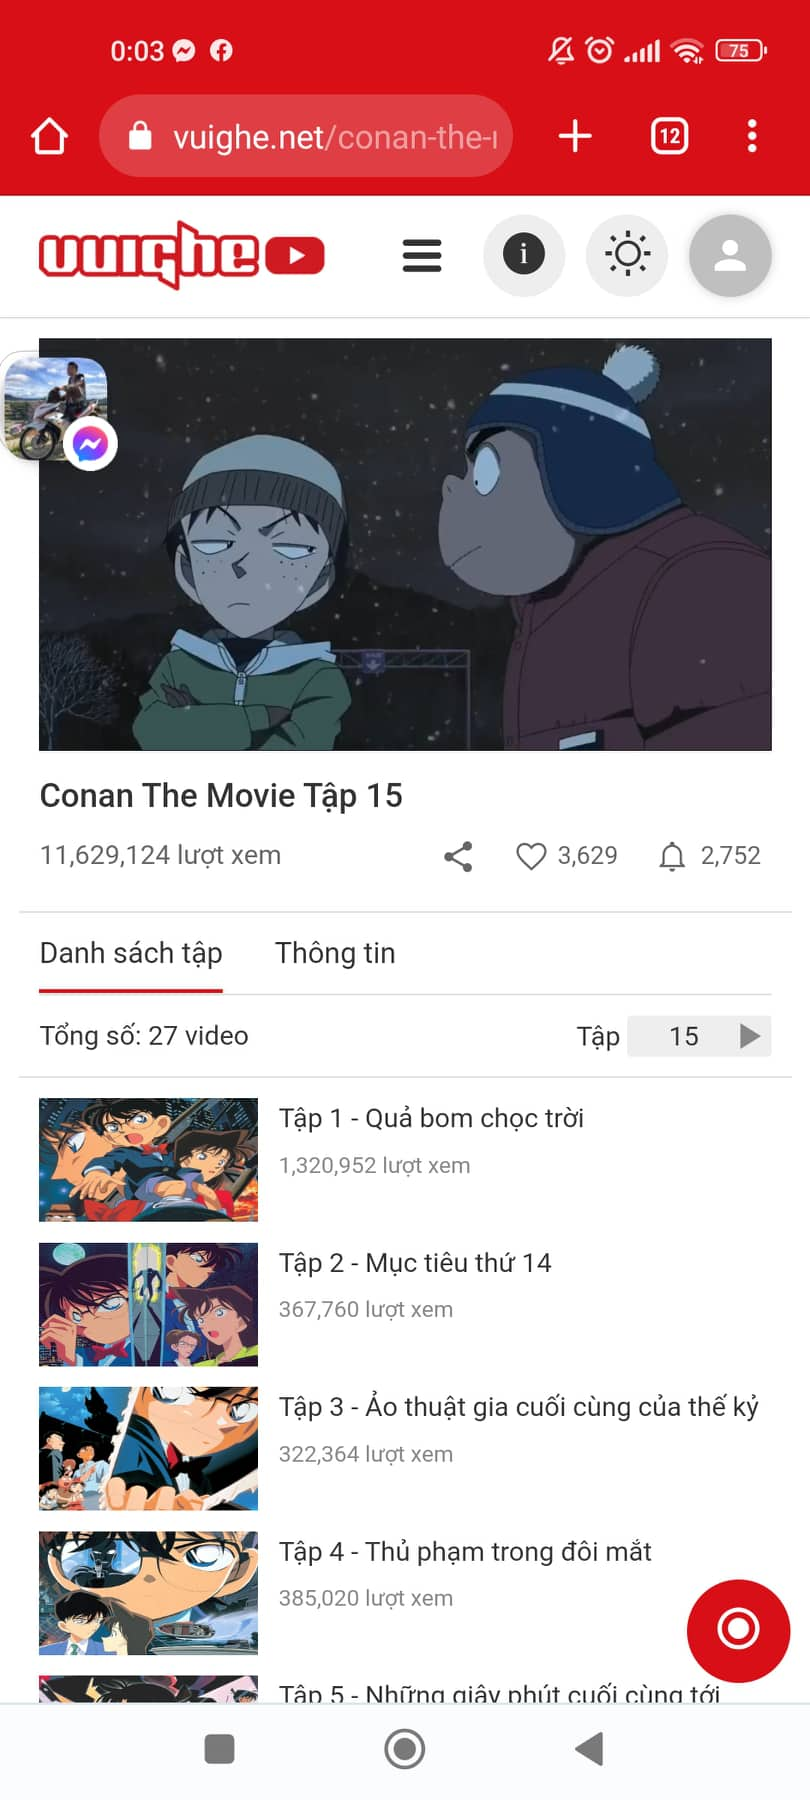 0:03
75
vuighe.net/conan-the-
12
vuighe
i
Conan The Movie Tập 15
11,629,124 lượt xem
3,629
2,752
Danh sách tập
Thông tin
Tổng số: 27 video
Tập 15
Tập 1 - Quả bom chọc trời
1,320,952 lượt xem
Tập 2 - Mục tiêu thứ 14
367,760 lượt xem
Tập 3 - Ảo thuật gia cuối cùng của thế kỷ
322,364 lượt xem
Tập 4 - Thủ phạm trong đôi mắt
385,020 lượt xem
Tập 5 - Những giây phút cuối cùng tới